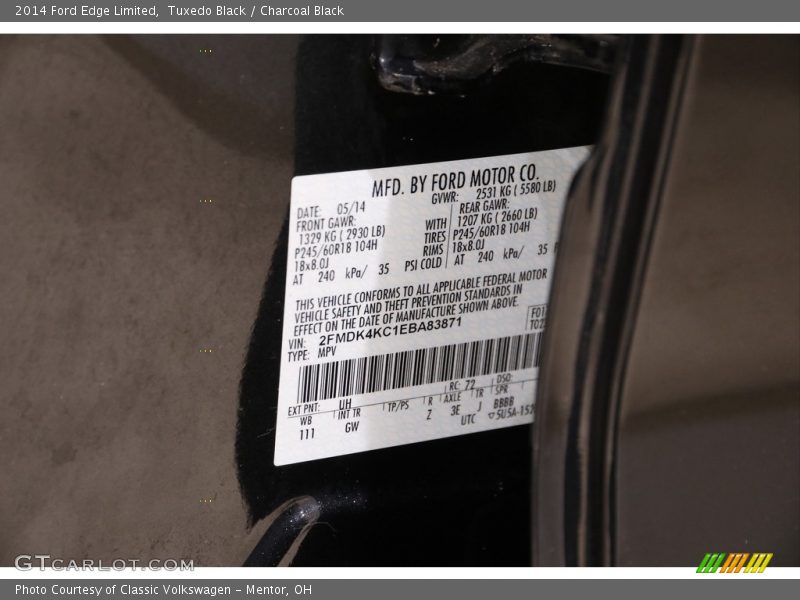 2014 Ford Edge Limited,  Tuxedo Black / Charcoal Black
MFD. BY FORD MOTOR CO.
DATE: 05/14
GVWR: 2531 KG ( 5580 LB)
FRONT GAWR:
1329 KG ( 2930 LB)
P245/60R18 104H
18x8.0J
AT 240 kPa/ 35 PSI COLD
WITH
TIRES
RIMS
REAR GAWR:
1207 KG ( 2660 LB)
P245/60R18 104H
18x8.0J
AT 240 kPa/ 35 P
THIS VEHICLE CONFORMS TO ALL APPLICABLE FEDERAL MOTOR
VEHICLE SAFETY AND THEFT PREVENTION STANDARDS IN
EFFECT ON THE DATE OF MANUFACTURE SHOWN ABOVE.
VIN: 2FMDK4KC1EBA83871
TYPE: MPV
EXT PNT: UH RC: 72 DSO:
WB INT TR TP/PS R AXLE TR SPR
111 GW Z 3E J BBBB
UTC
GTCARLOT.COM
Photo Courtesy of Classic Volkswagen - Mentor, OH